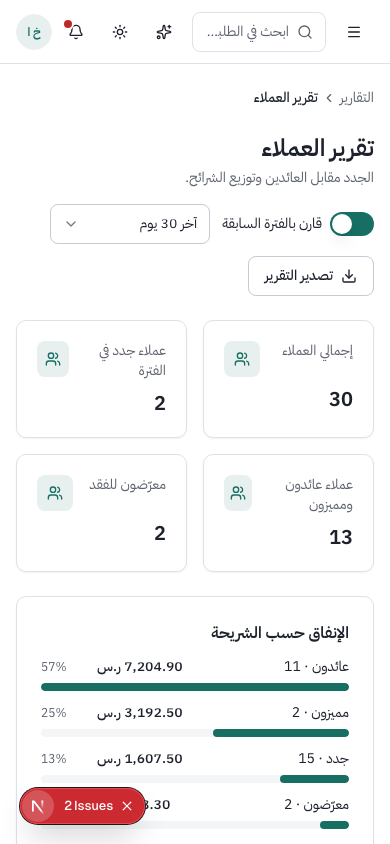 خ ا
ابحث في الطلب...
التقارير › تقرير العملاء
تقرير العملاء
الجدد مقابل العائدين وتوزيع الشرائح.
قارن بالفترة السابقة
آخر 30 يوم
تصدير التقرير
إجمالي العملاء
30
عملاء جدد في
الفترة
2
عملاء عائدون
ومميزون
13
معرّضون للفقد
2
الإنفاق حسب الشريحة
عائدون · 11 7,204.90 ر.س 57%
مميزون · 2 3,192.50 ر.س 25%
جدد · 15 1,607.50 ر.س 13%
معرّضون · 2
N 2 Issues ×